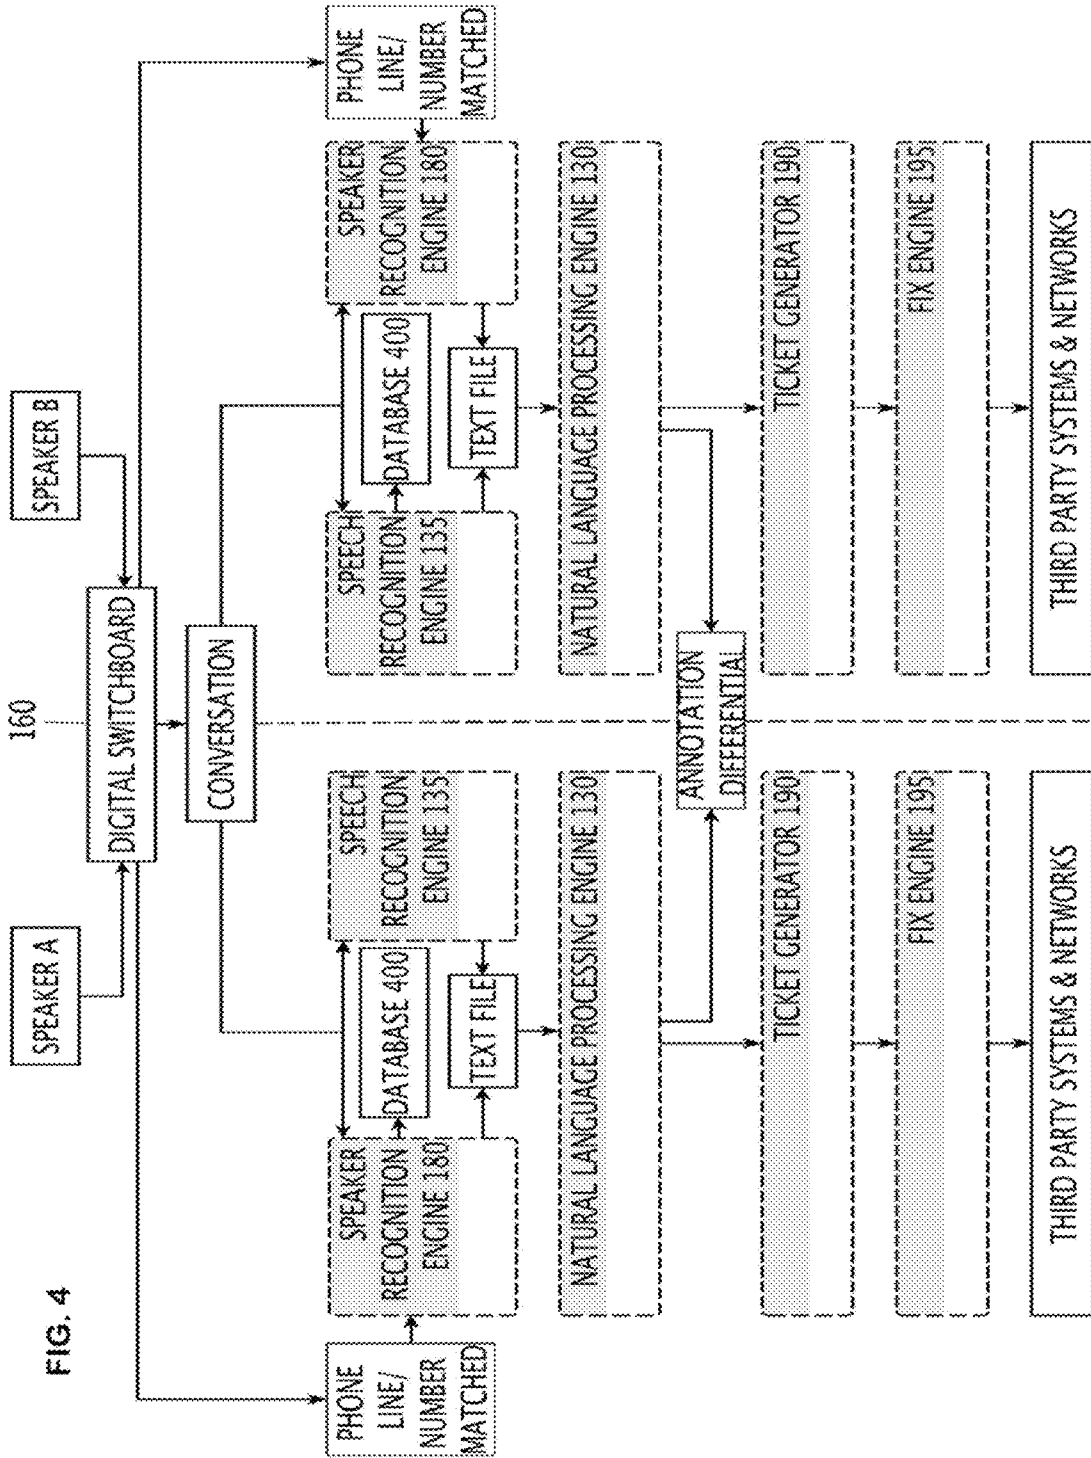 FIG. 4
160
SPEAKER A
SPEAKER B
DIGITAL SWITCHBOARD
CONVERSATION
PHONE
LINE/
NUMBER
MATCHED
SPEAKER
RECOGNITION
ENGINE 180
DATABASE 400
TEXT FILE
SPEECH
RECOGNITION
ENGINE 135
SPEECH
RECOGNITION
ENGINE 135
DATABASE 400
TEXT FILE
SPEAKER
RECOGNITION
ENGINE 180
PHONE
LINE/
NUMBER
MATCHED
NATURAL LANGUAGE PROCESSING ENGINE 130
NATURAL LANGUAGE PROCESSING ENGINE 130
ANNOTATION
DIFFERENTIAL
TICKET GENERATOR 190
TICKET GENERATOR 190
FIX ENGINE 195
FIX ENGINE 195
THIRD PARTY SYSTEMS & NETWORKS
THIRD PARTY SYSTEMS & NETWORKS